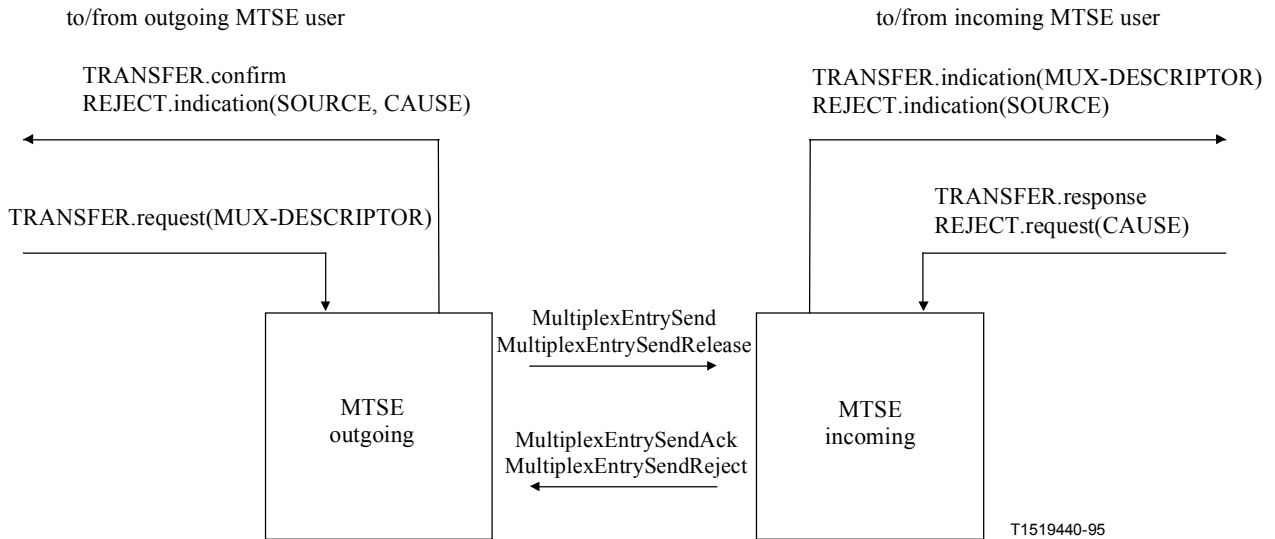 to/from outgoing MTSE user
to/from incoming MTSE user
TRANSFER.confirm
REJECT.indication(SOURCE, CAUSE)
TRANSFER.indication(MUX-DESCRIPTOR)
REJECT.indication(SOURCE)
TRANSFER.request(MUX-DESCRIPTOR)
TRANSFER.response
REJECT.request(CAUSE)
MultiplexEntrySend
MultiplexEntrySendRelease
MTSE
outgoing
MultiplexEntrySendAck
MultiplexEntrySendReject
MTSE
incoming
T1519440-95